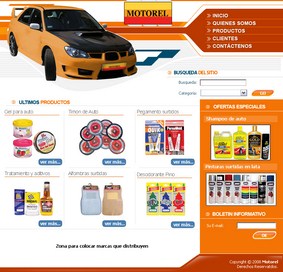 MOTOREL
INICIO
QUIENES SOMOS
PRODUCTOS
CLIENTES
CONTÁCTENOS
BUSQUEDA DEL SITIO
Busqueda:
Categoria:
ULTIMOS PRODUCTOS
OFERTAS ESPECIALES
Gel para auto
Tintion de Auto
Pegamento surtidos
Shampoo de auto
ver más...
ver más...
ver más...
Pinturas surtidas en lata
Tratamiento y aditivos
Alfombras surtidas
Desodorante Pino
ver más...
ver más...
ver más...
BOLETIN INFORMATIVO
Su E-mail:
Zona para colocar marcas que distribuyen
Copyright © 2008 Motorel
Derechos Reservados